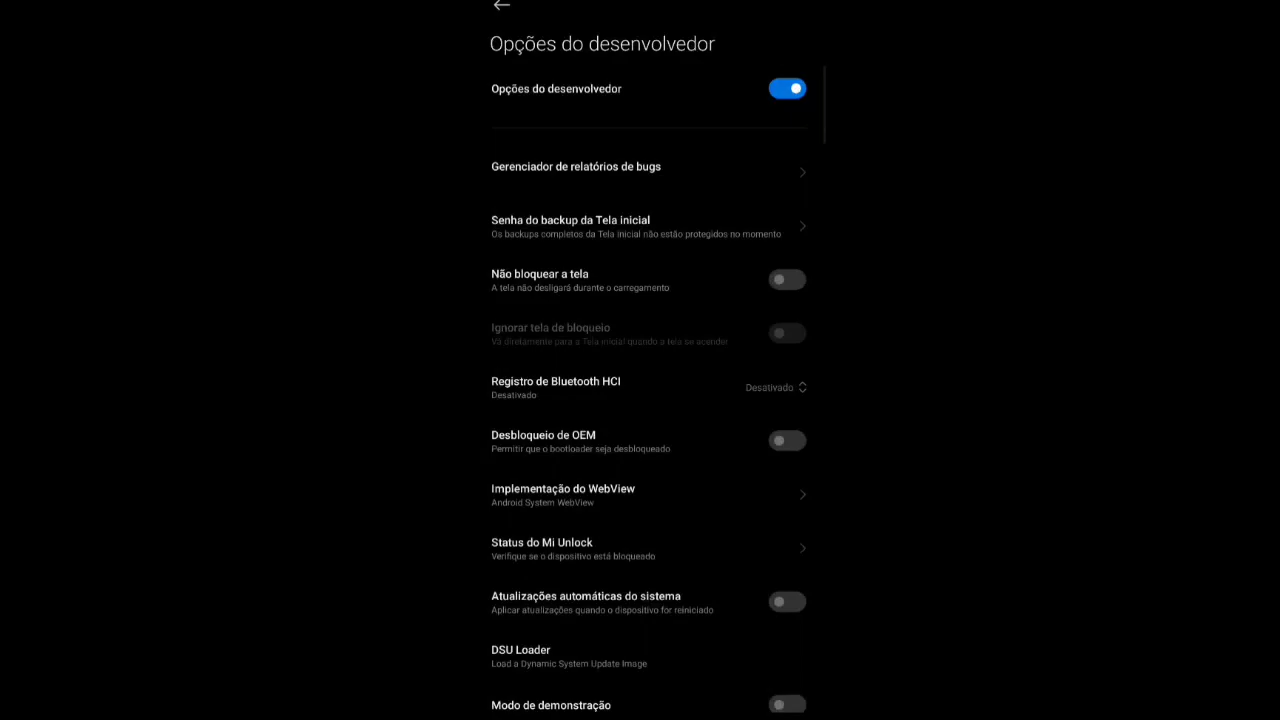 Opções do desenvolvedor
Opções do desenvolvedor
Gerenciador de relatórios de bugs
Senha do backup da Tela inicial
Os backups completos da Tela inicial não estão protegidos no momento
Não bloquear a tela
A tela não desligará durante o carregamento
Ignorar tela de bloqueio
Vá diretamente para a Tela inicial quando a tela se acender
Registro de Bluetooth HCI
Desativado
Desativado
Desbloqueio de OEM
Permitir que o bootloader seja desbloqueado
Implementação do WebView
Android System WebView
Status do Mi Unlock
Verifique se o dispositivo está bloqueado
Atualizações automáticas do sistema
Aplicar atualizações quando o dispositivo for reiniciado
DSU Loader
Load a Dynamic System Update Image
Modo de demonstração